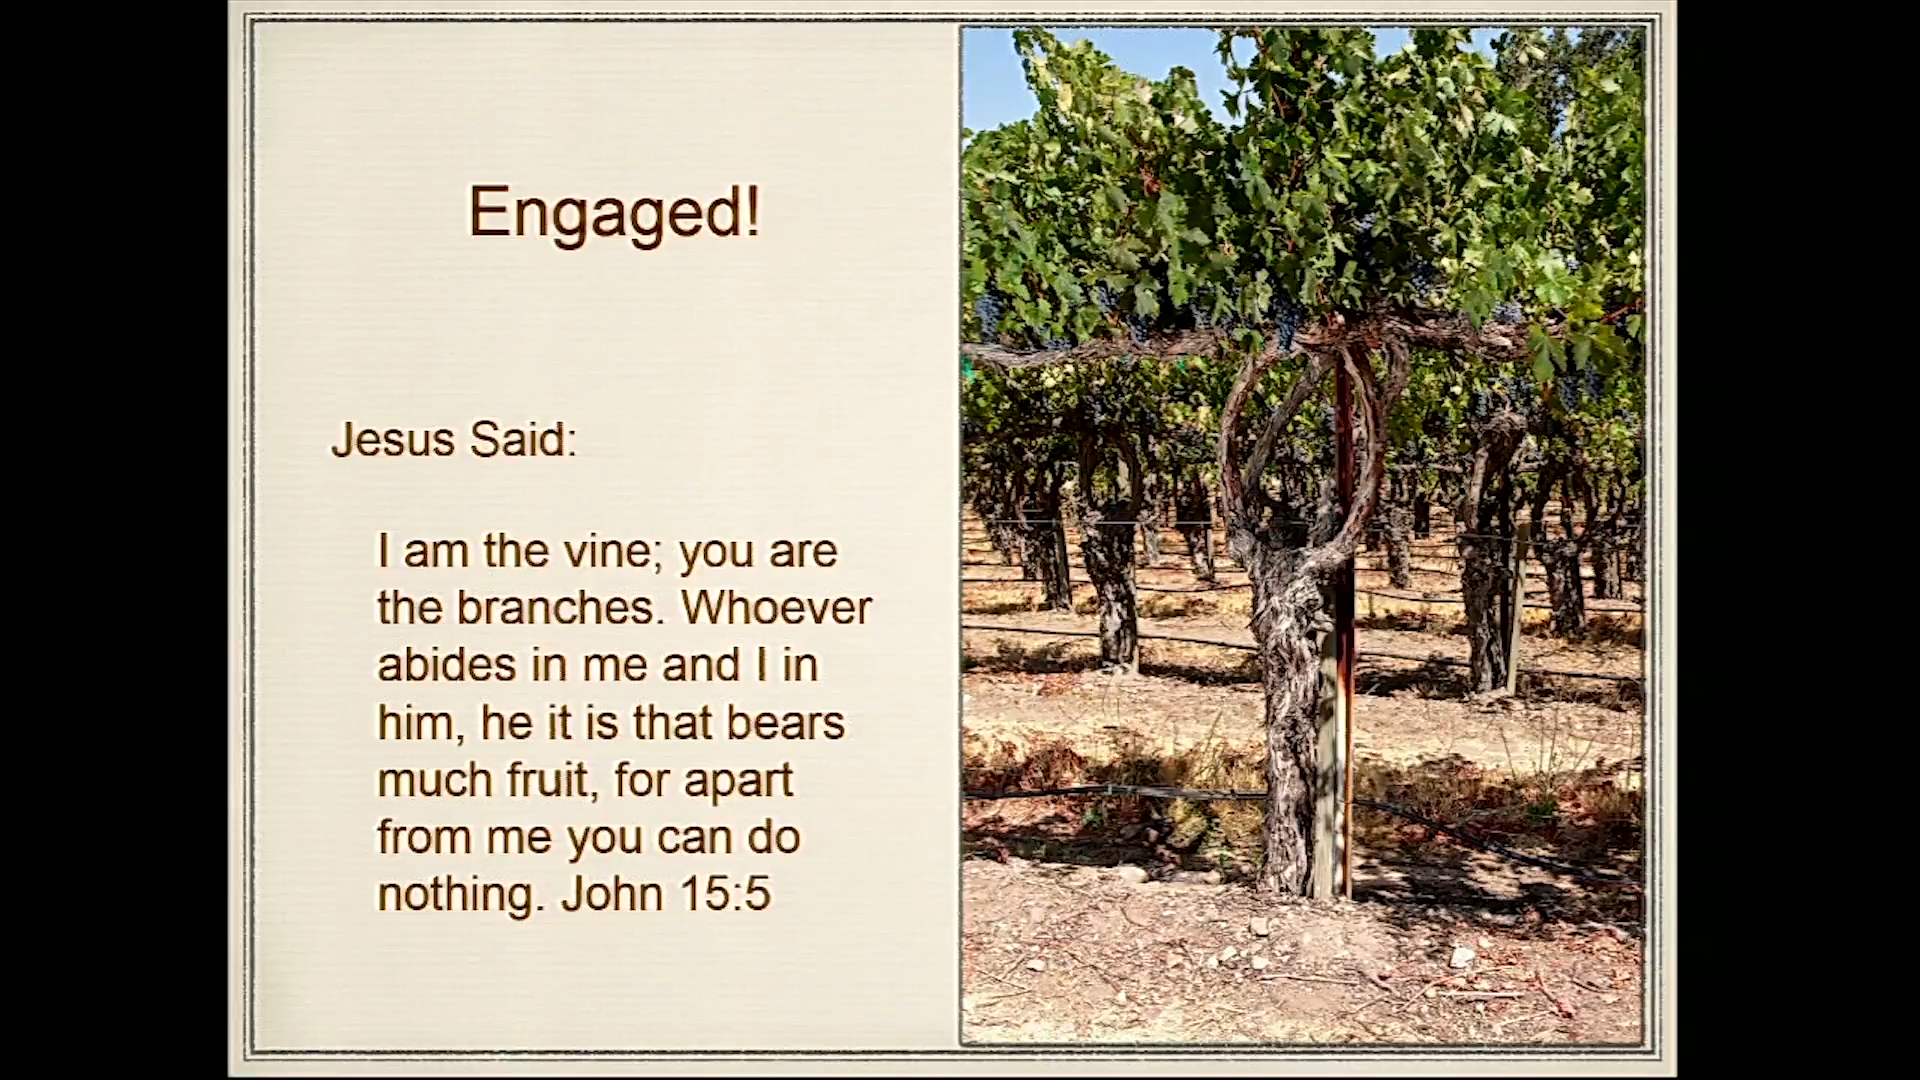 Engaged!
Jesus Said:
I am the vine; you are
the branches. Whoever
abides in me and I in
him, he it is that bears
much fruit, for apart
from me you can do
nothing. John 15:5